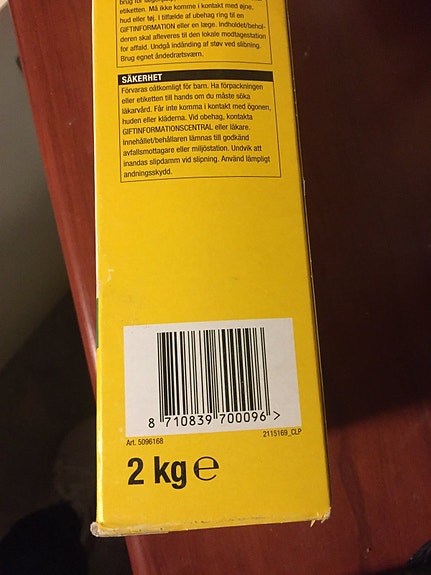 etiketten. Må ikke komme i kontakt med øjne,
hud eller tøj. I tilfælde af ubehag ring til en
GIFTINFORMATION eller en læge. Indholdet/behol-
deren skal afleveres til den lokale modtagestation
for affald. Undgå indånding af støv ved slibning.
Brug egnet åndedrætsværn.
SÄKERHET
Förvaras oåtkomligt för barn. Ha förpackningen
eller etiketten till hands om du måste söka
läkarvård. Får inte komma i kontakt med ögonen,
huden eller kläderna. Vid obehag, kontakta
GIFTINFORMATIONSCENTRAL eller läkare.
Innehållet/behållaren lämnas till godkänd
avfallsmottagare eller miljöstation. Undvik att
inandas slipdamm vid slipning. Använd lämpligt
andningsskydd.
8 710839 700096 >
Art. 5096168 2115169_CLP
2 kg ℮